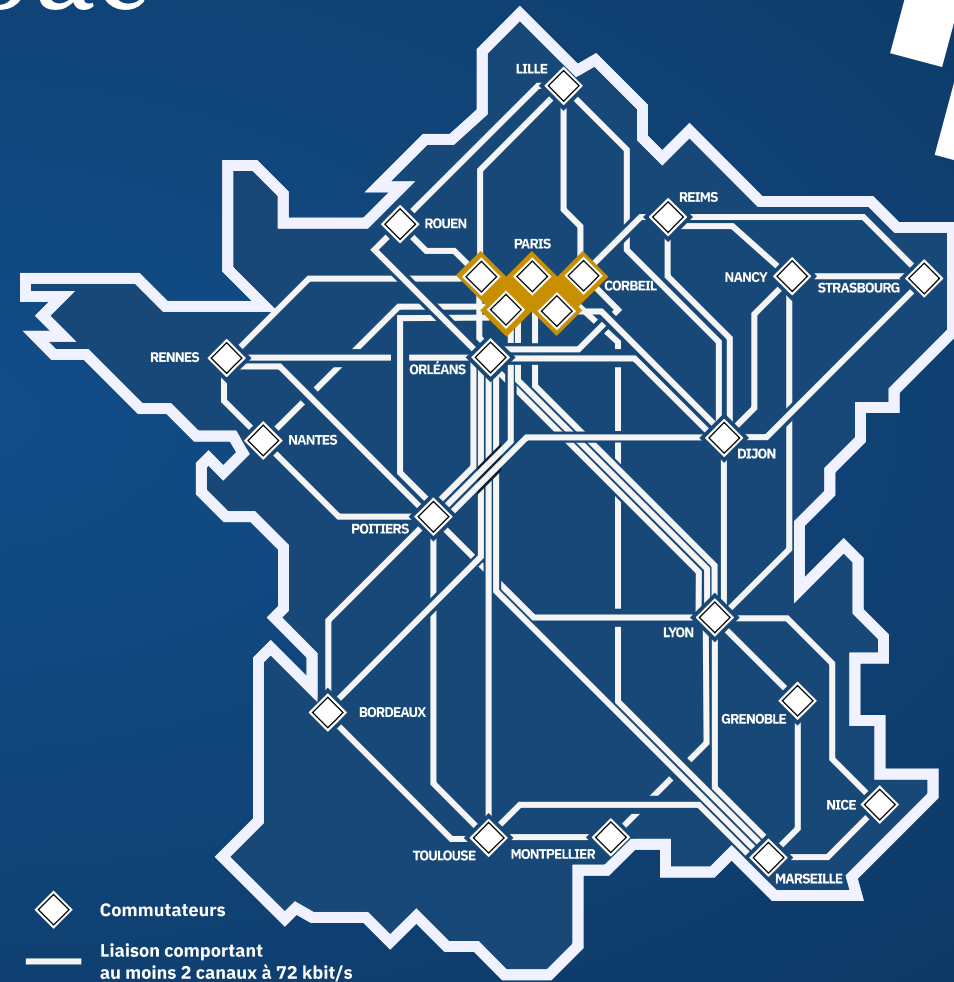 LILLE
REIMS
ROUEN
PARIS
CORBEIL
NANCY
STRASBOURG
RENNES
ORLÉANS
NANTES
DIJON
POITIERS
LYON
BORDEAUX
GRENOBLE
NICE
TOULOUSE
MONTPELLIER
MARSEILLE
Commutateurs
Liaison comportant
au moins 2 canaux à 72 kbit/s